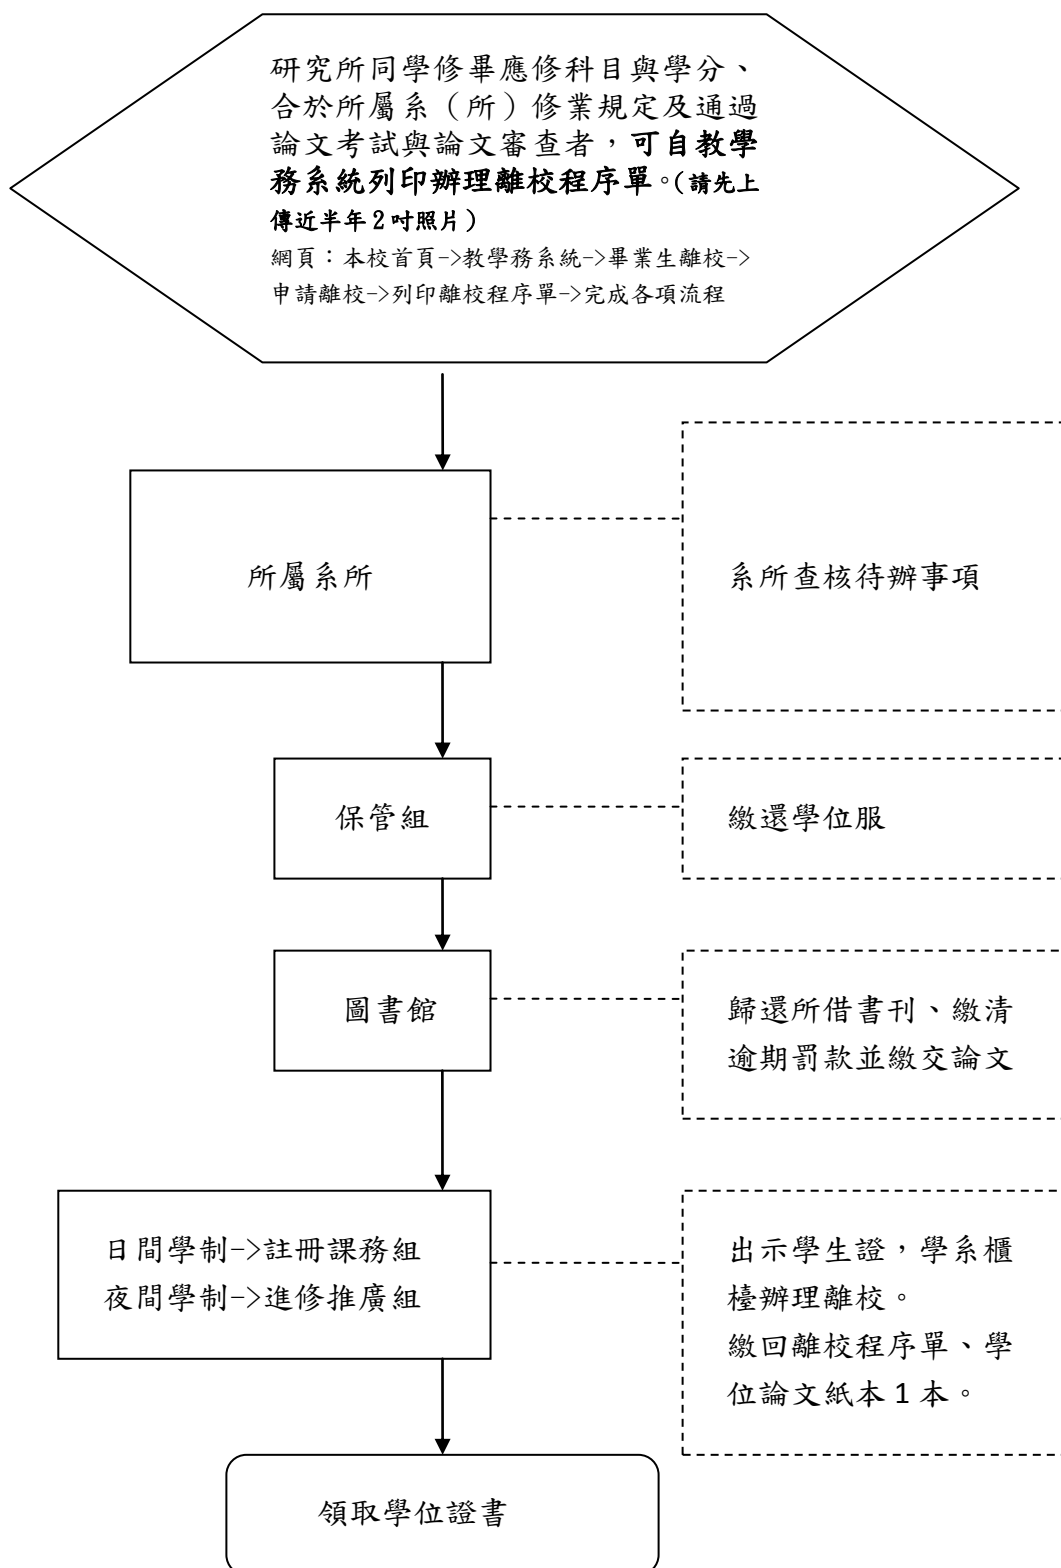 研究所同學修畢應修科目與學分、
合於所屬系（所）修業規定及通過
論文考試與論文審查者，可自教學
務系統列印辦理離校程序單。(請先上
傳近半年2吋照片)
網頁：本校首頁->教學務系統->畢業生離校->
申請離校->列印離校程序單->完成各項流程
所屬系所
系所查核待辦事項
保管組
繳還學位服
圖書館
歸還所借書刊、繳清
逾期罰款並繳交論文
日間學制->註冊課務組
夜間學制->進修推廣組
出示學生證，學系櫃
檯辦理離校。
繳回離校程序單、學
位論文紙本1本。
領取學位證書